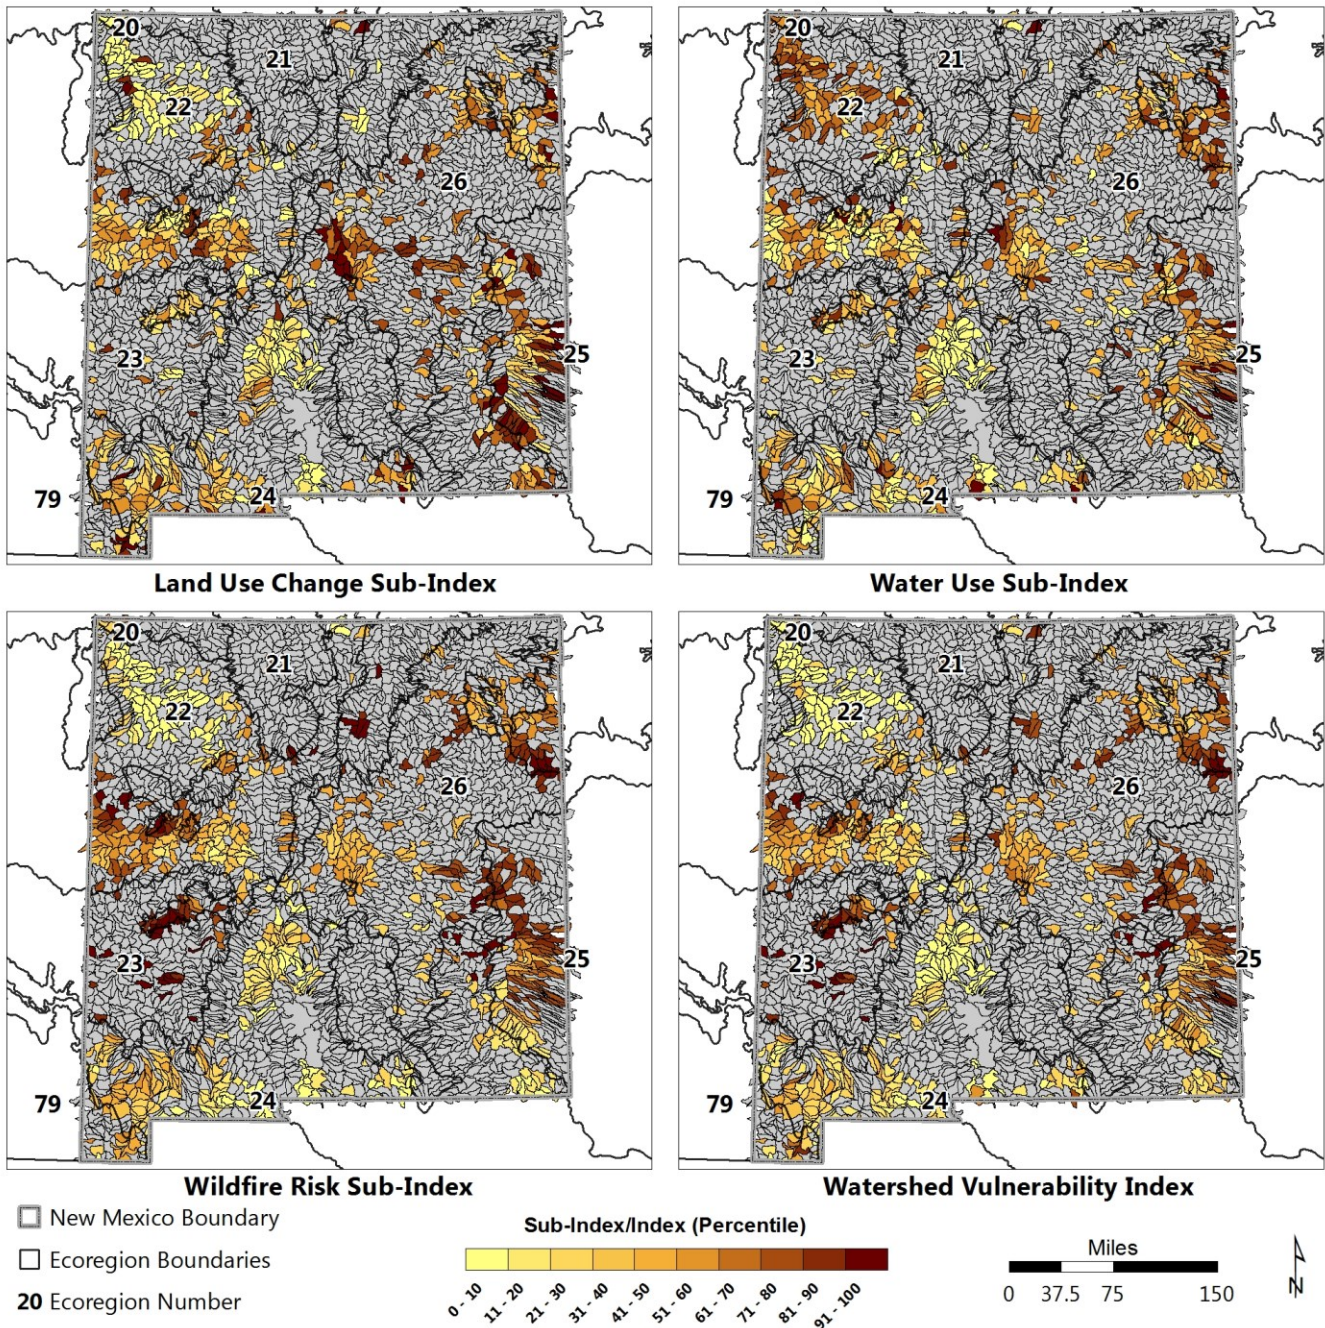 20
21
22
26
23
25
24
79
Land Use Change Sub-Index
20
21
22
26
23
25
24
79
Water Use Sub-Index
20
21
22
26
23
25
24
79
Wildfire Risk Sub-Index
20
21
22
26
23
25
24
79
Watershed Vulnerability Index
New Mexico Boundary
Ecoregion Boundaries
20 Ecoregion Number
Sub-Index/Index (Percentile)
0 - 10
11 - 20
21 - 30
31 - 40
41 - 50
51 - 60
61 - 70
71 - 80
81 - 90
91 - 100
Miles
0 37.5 75 150
N